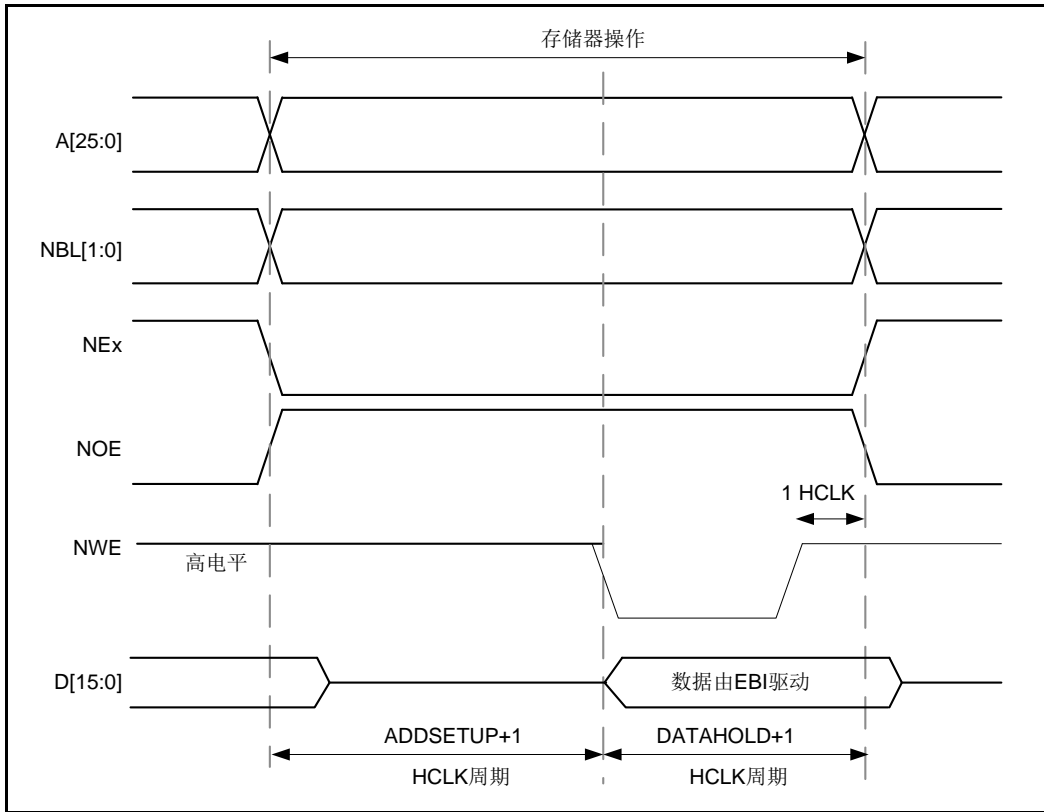 存储器操作
A[25:0]
NBL[1:0]
NEx
NOE
1 HCLK
NWE
高电平
D[15:0]
数据由EBI驱动
ADDSETUP+1
DATAHOLD+1
HCLK周期
HCLK周期